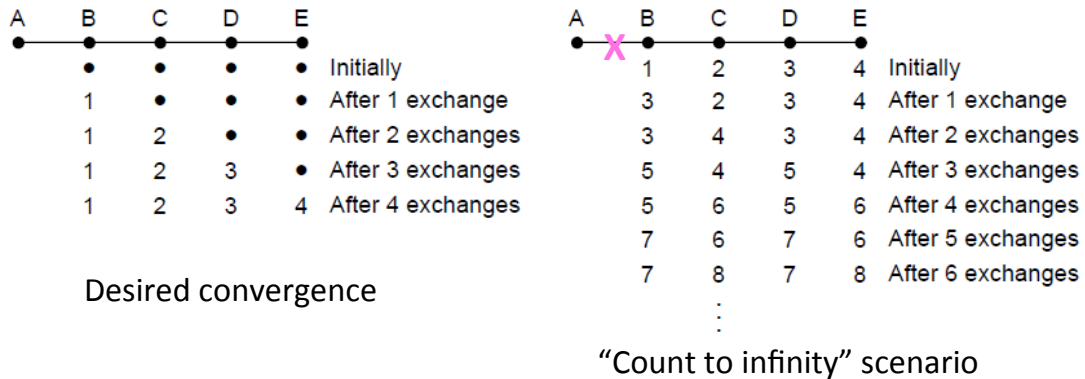 A B C D E
• • • • Initially
1 • • • After 1 exchange
1 2 • • After 2 exchanges
1 2 3 • After 3 exchanges
1 2 3 4 After 4 exchanges
Desired convergence
A B C D E
X
1 2 3 4 Initially
3 2 3 4 After 1 exchange
3 4 3 4 After 2 exchanges
5 4 5 4 After 3 exchanges
5 6 5 6 After 4 exchanges
7 6 7 6 After 5 exchanges
7 8 7 8 After 6 exchanges
⋮
“Count to infinity” scenario